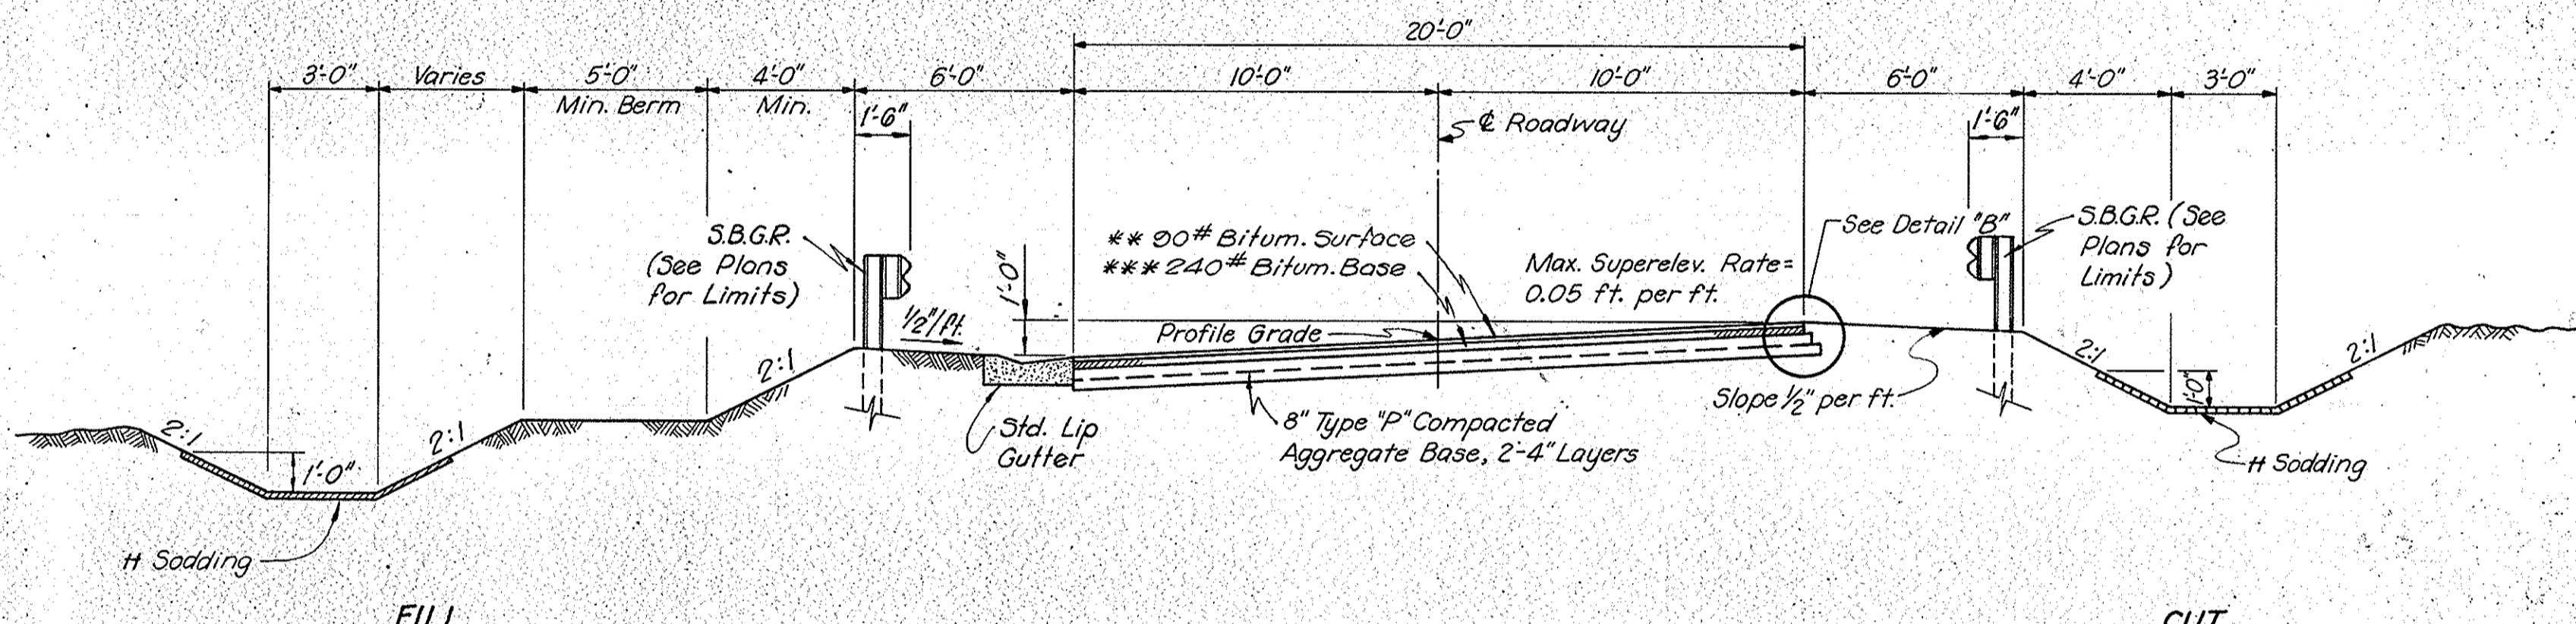 20'-0"
3'-0"
Varies
5'-0"
Min. Berm
4'-0"
Min.
6'-0"
10'-0"
10'-0"
6'-0"
4'-0"
3'-0"
1'-6"
℄ Roadway
1'-6"
S.B.G.R.
(See Plans
for Limits)
1'-0"
** 90# Bitum. Surface
*** 240# Bitum. Base
Max. Superelev. Rate=
0.05 ft. per ft.
See Detail "B"
S.B.G.R. (See
Plans for
Limits)
1/2"/ft.
Profile Grade
2:1
2:1
2:1
2:1
2:1
1'-0"
1'-0"
Slope 1/2" per ft.
Std. Lip
Gutter
8" Type "P" Compacted
Aggregate Base, 2-4" Layers
Sodding
Sodding
FILL
CUT